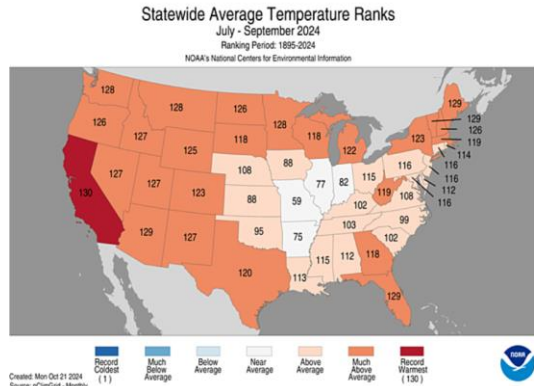 Statewide Average Temperature Ranks
July - September 2024
Ranking Period: 1895-2024
NOAA's National Centers for Environmental Information
128
128 126 129
126 128 129
127 118 118 123 126
119
125 122 114
108 88 116 116
127 127 77 82 115 116
130 123 88 59 102 119 108 112
116
129 127 95 75 103 99
102
120 113 115 112 118
129
Record Coldest (1)
Much Below Average
Below Average
Near Average
Above Average
Much Above Average
Record Warmest (130)
NOAA
Created: Mon Oct 21 2024
Source: nClimGrid - Monthly